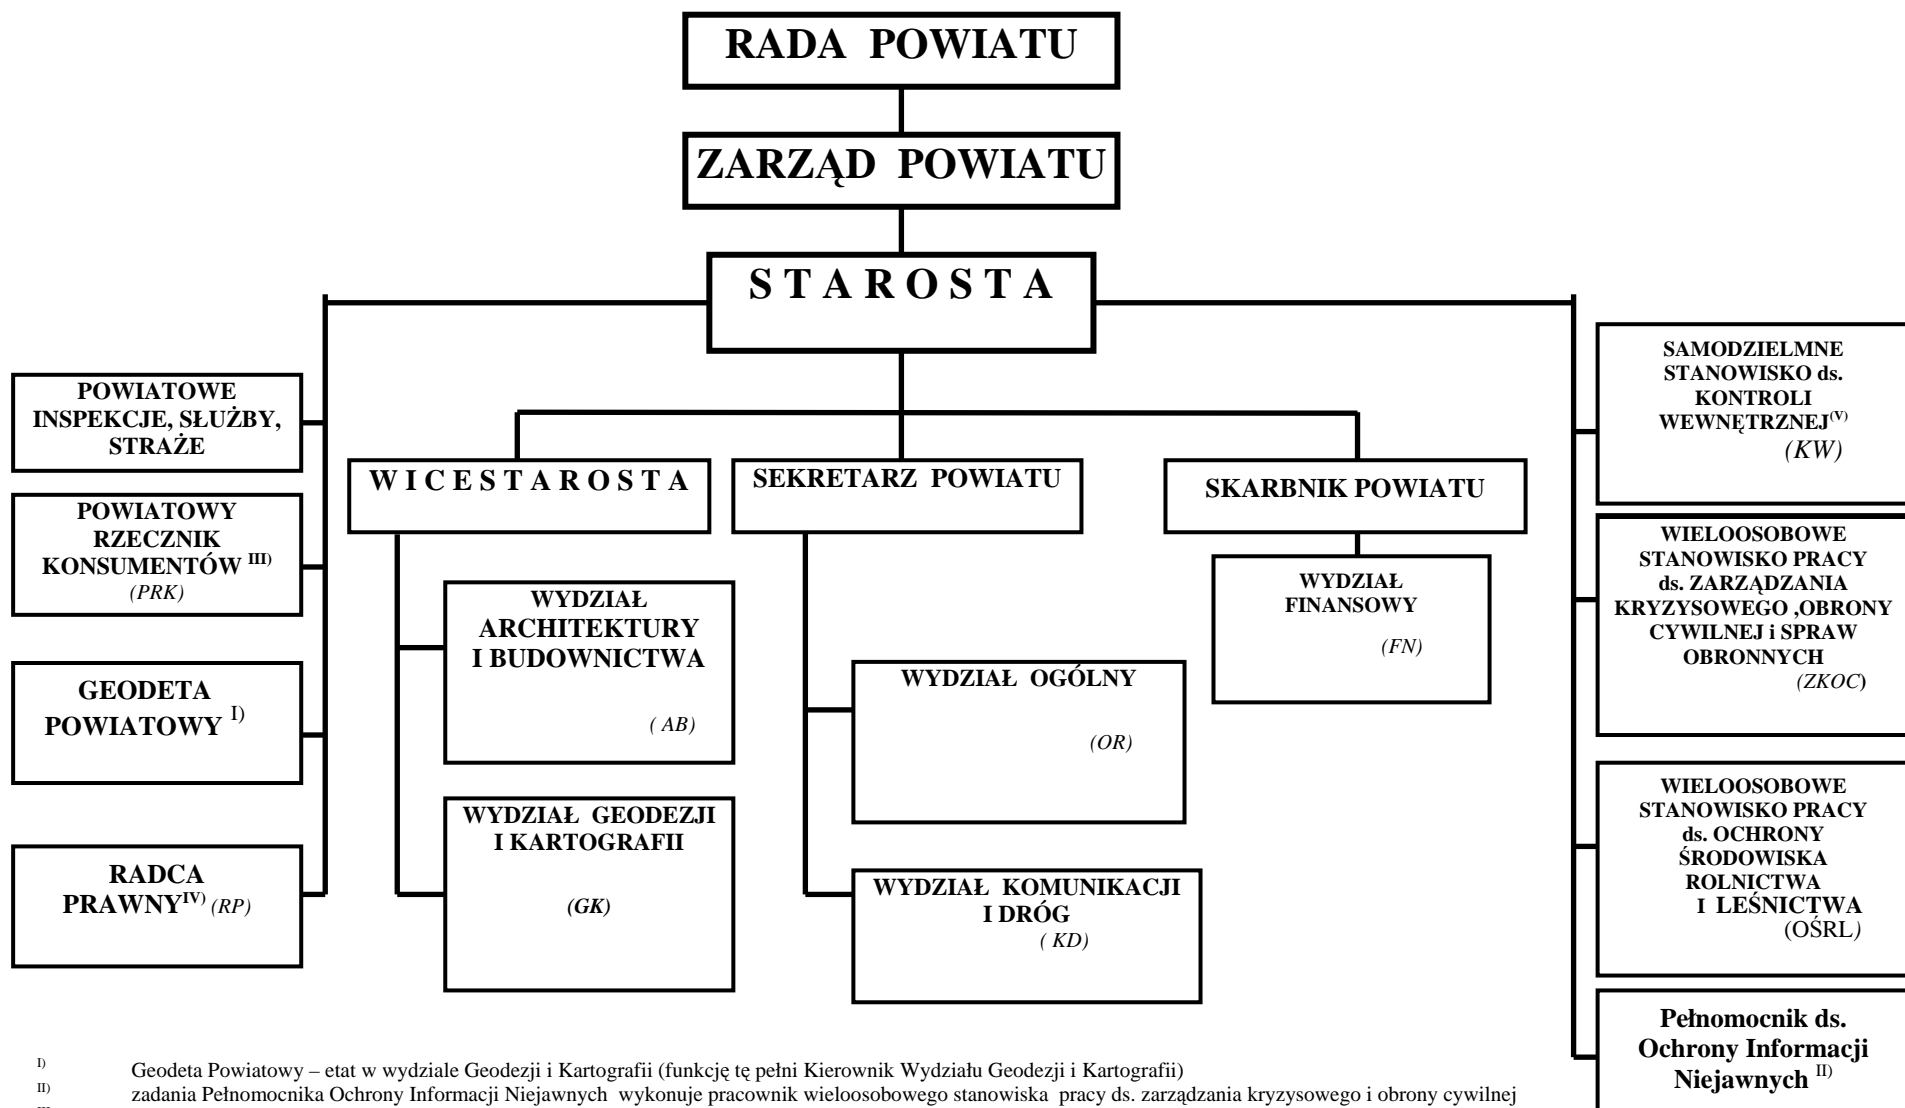 RADA POWIATU
ZARZĄD POWIATU
S T A R O S T A
POWIATOWE
INSPEKCJE, SŁUŻBY,
STRAŻE
POWIATOWY
RZECZNIK
KONSUMENTÓW III)
(PRK)
GEODETA
POWIATOWY I)
RADCA
PRAWNY IV) (RP)
W I C E S T A R O S T A
WYDZIAŁ
ARCHITEKTURY
I BUDOWNICTWA
( AB)
WYDZIAŁ GEODEZJI
I KARTOGRAFII
(GK)
SEKRETARZ POWIATU
WYDZIAŁ OGÓLNY
(OR)
WYDZIAŁ KOMUNIKACJI
I DRÓG
( KD)
SKARBNIK POWIATU
WYDZIAŁ
FINANSOWY
(FN)
SAMODZIELMNE
STANOWISKO ds.
KONTROLI
WEWNĘTRZNEJ(V)
(KW)
WIELOOSOBOWE
STANOWISKO PRACY
ds. ZARZĄDZANIA
KRYZYSOWEGO ,OBRONY
CYWILNEJ i SPRAW
OBRONNYCH
(ZKOC)
WIELOOSOBOWE
STANOWISKO PRACY
ds. OCHRONY
ŚRODOWISKA
ROLNICTWA
I LEŚNICTWA
(OŚRL)
Pełnomocnik ds.
Ochrony Informacji
Niejawnych II)
I) Geodeta Powiatowy – etat w wydziale Geodezji i Kartografii (funkcję tę pełni Kierownik Wydziału Geodezji i Kartografii)
II) zadania Pełnomocnika Ochrony Informacji Niejawnych wykonuje pracownik wieloosobowego stanowiska pracy ds. zarządzania kryzysowego i obrony cywilnej